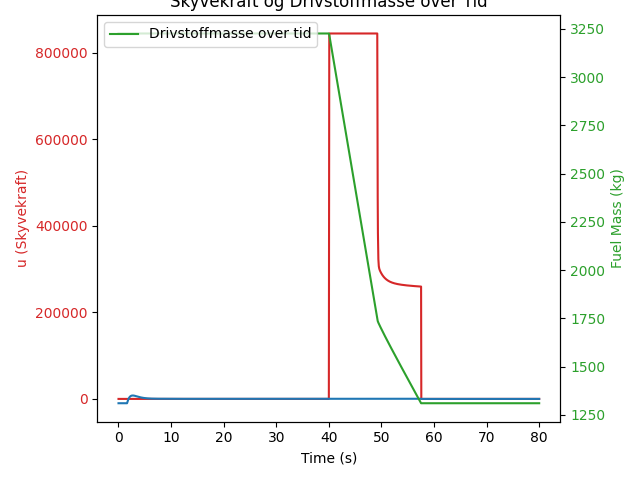 Skyvekraft og Drivstoffmasse over Tid
Drivstoffmasse over tid
800000
600000
400000
200000
0
u (Skyvekraft)
3250
3000
2750
2500
2250
2000
1750
1500
1250
Fuel Mass (kg)
0 10 20 30 40 50 60 70 80
Time (s)